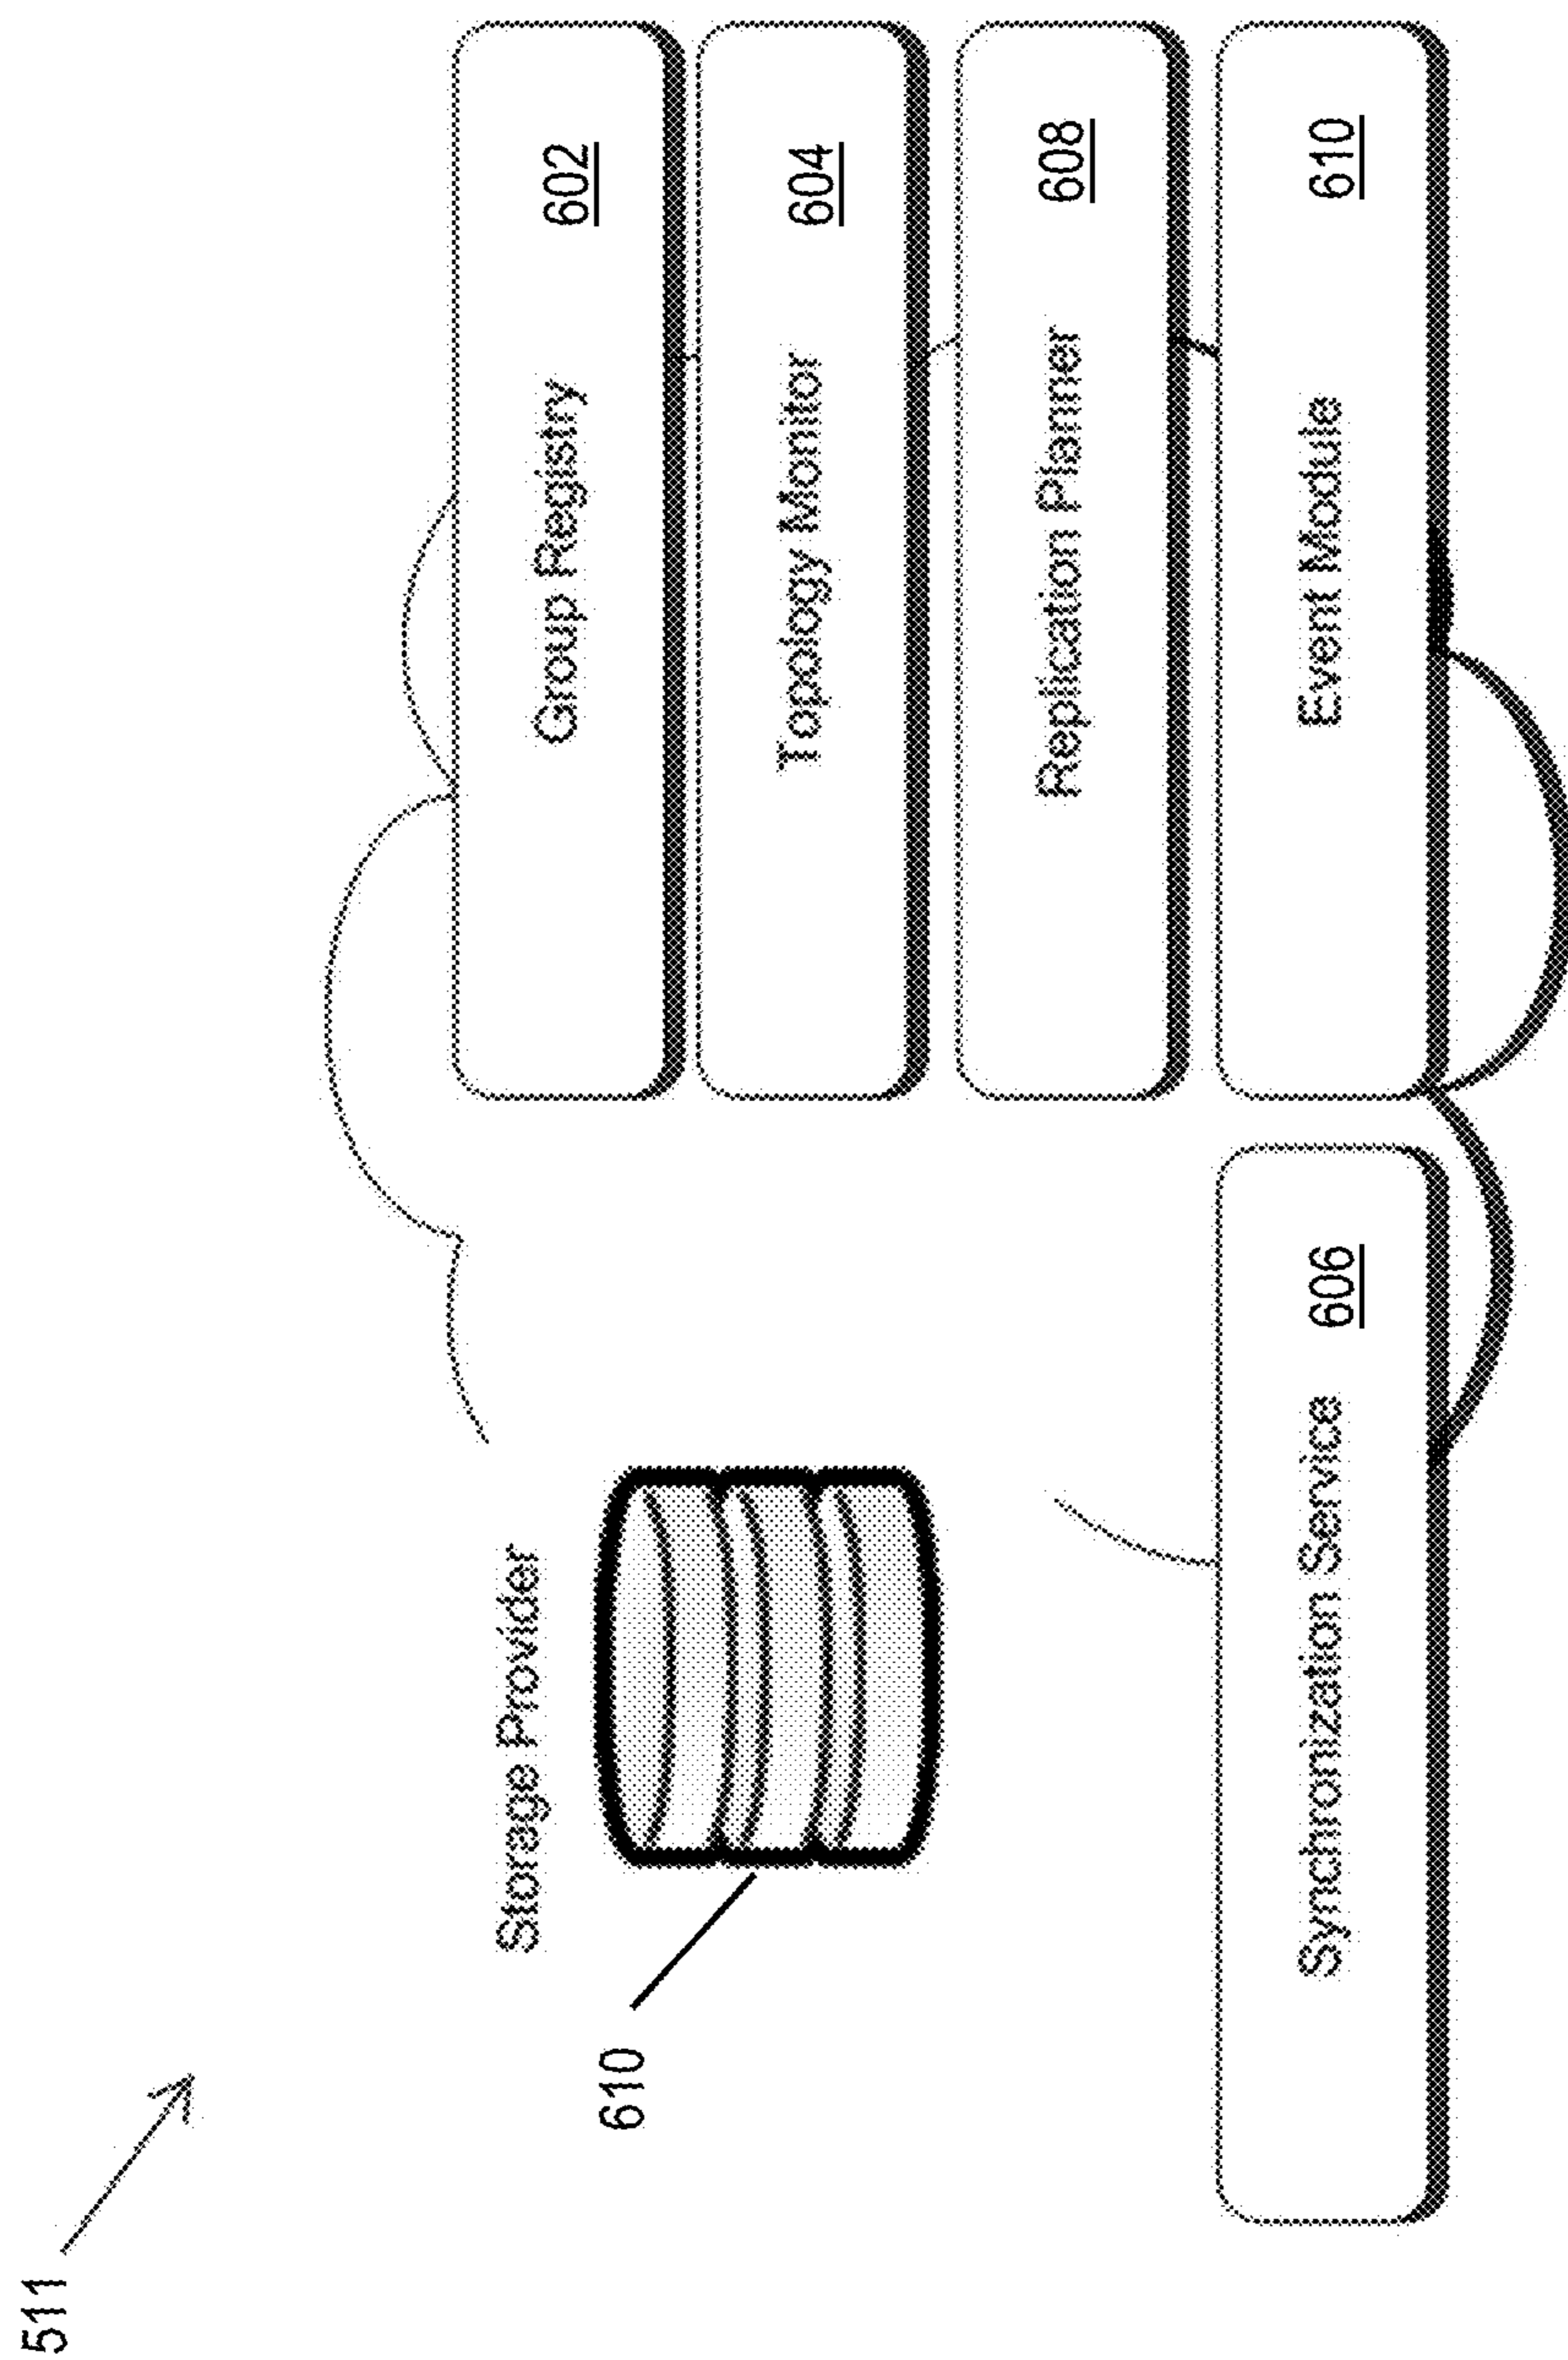 511
Storage Provider
610
Group Registry 602
Topology Monitor 604
Replication Planner 608
Synchronization Service 606
Event Module 610